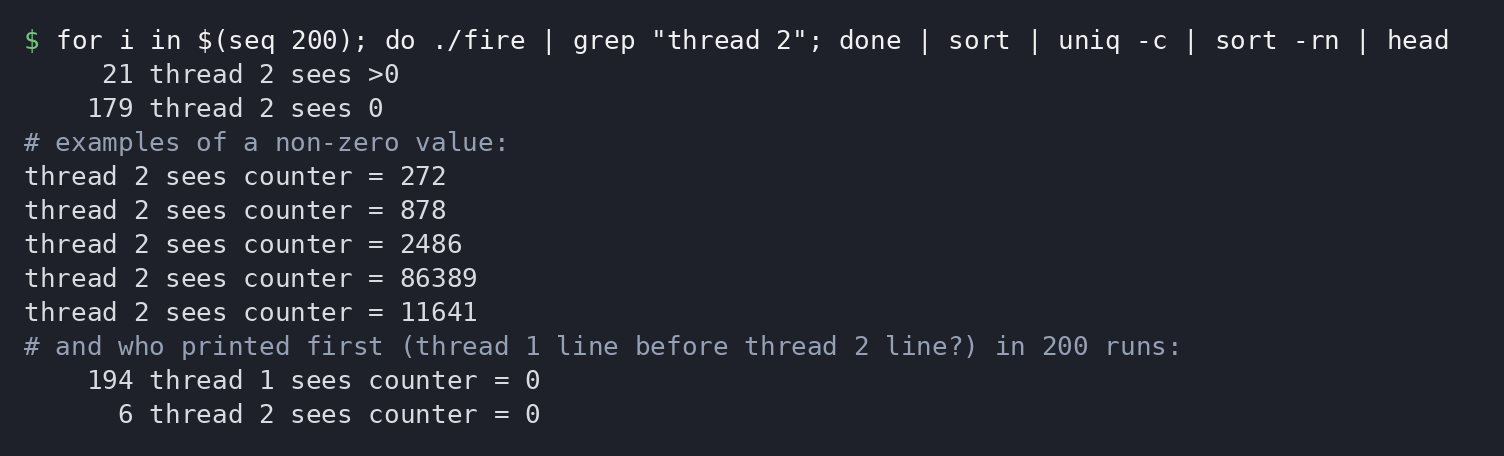 $ for i in $(seq 200); do ./fire | grep "thread 2"; done | sort | uniq -c | sort -rn | head
     21 thread 2 sees >0
    179 thread 2 sees 0
# examples of a non-zero value:
thread 2 sees counter = 272
thread 2 sees counter = 878
thread 2 sees counter = 2486
thread 2 sees counter = 86389
thread 2 sees counter = 11641
# and who printed first (thread 1 line before thread 2 line?) in 200 runs:
    194 thread 1 sees counter = 0
      6 thread 2 sees counter = 0